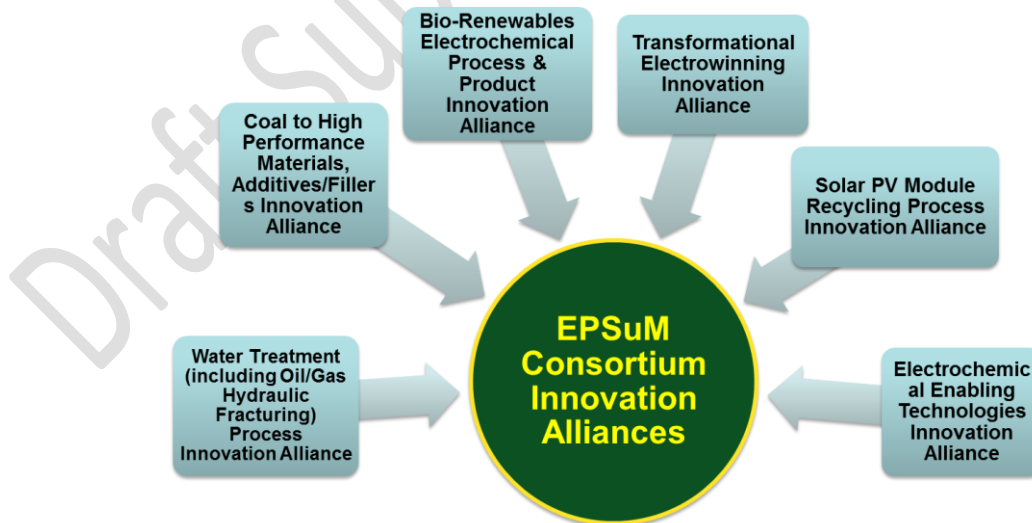 Bio-Renewables
Electrochemical
Process &
Product
Innovation
Alliance
Transformational
Electrowinning
Innovation
Alliance
Coal to High
Performance
Materials,
Additives/Filler
s Innovation
Alliance
Solar PV Module
Recycling Process
Innovation Alliance
Water Treatment
(including Oil/Gas
Hydraulic
Fracturing)
Process
Innovation Alliance
EPSuM
Consortium
Innovation
Alliances
Electrochemic
al Enabling
Technologies
Innovation
Alliance
Draft